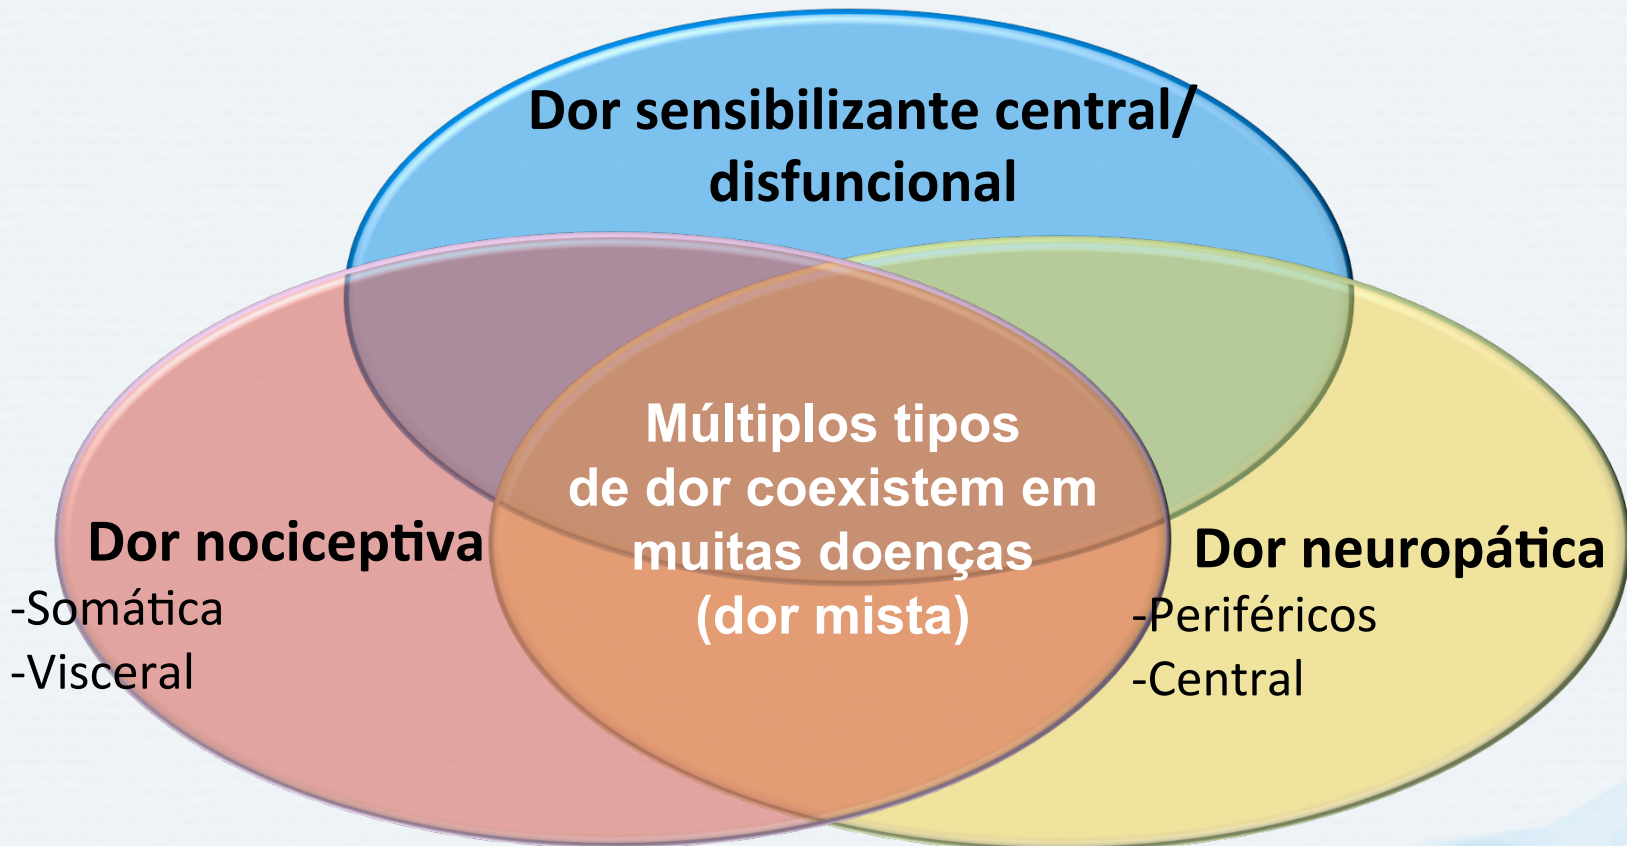 Dor sensibilizante central/
disfuncional
Múltiplos tipos
de dor coexistem em
muitas doenças
(dor mista)
Dor nociceptiva
-Somática
-Visceral
Dor neuropática
-Periféricos
-Central